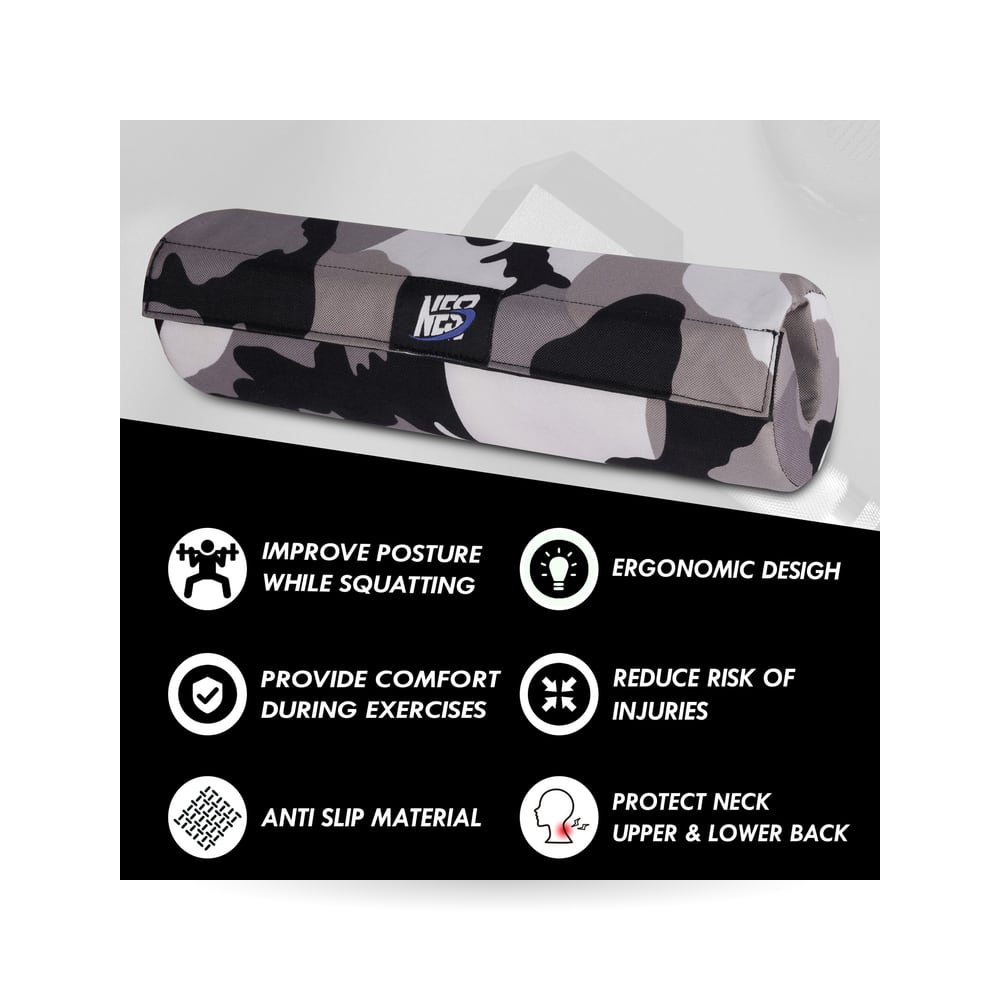 IMPROVE POSTURE
WHILE SQUATTING
ERGONOMIC DESIGH
PROVIDE COMFORT
DURING EXERCISES
REDUCE RISK OF
INJURIES
ANTI SLIP MATERIAL
PROTECT NECK
UPPER & LOWER BACK